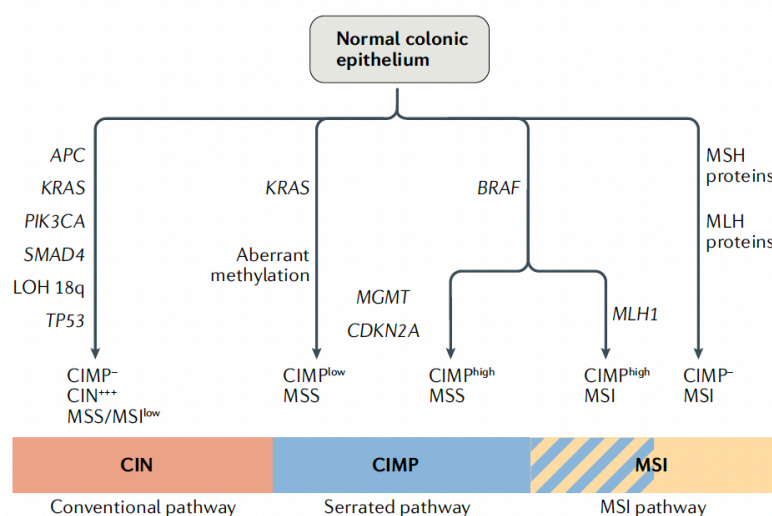 Normal colonic
epithelium
APC
KRAS
PIK3CA
SMAD4
LOH 18q
TP53
KRAS
Aberrant
methylation
BRAF
MGMT
CDKN2A
MLH1
MSH
proteins
MLH
proteins
CIMP⁻
CIN⁺⁺⁺
MSS/MSIˡᵒʷ
CIMPˡᵒʷ
MSS
CIMPʰⁱᵍʰ
MSS
CIMPʰⁱᵍʰ
MSI
CIMP⁻
MSI
CIN
CIMP
MSI
Conventional pathway
Serrated pathway
MSI pathway